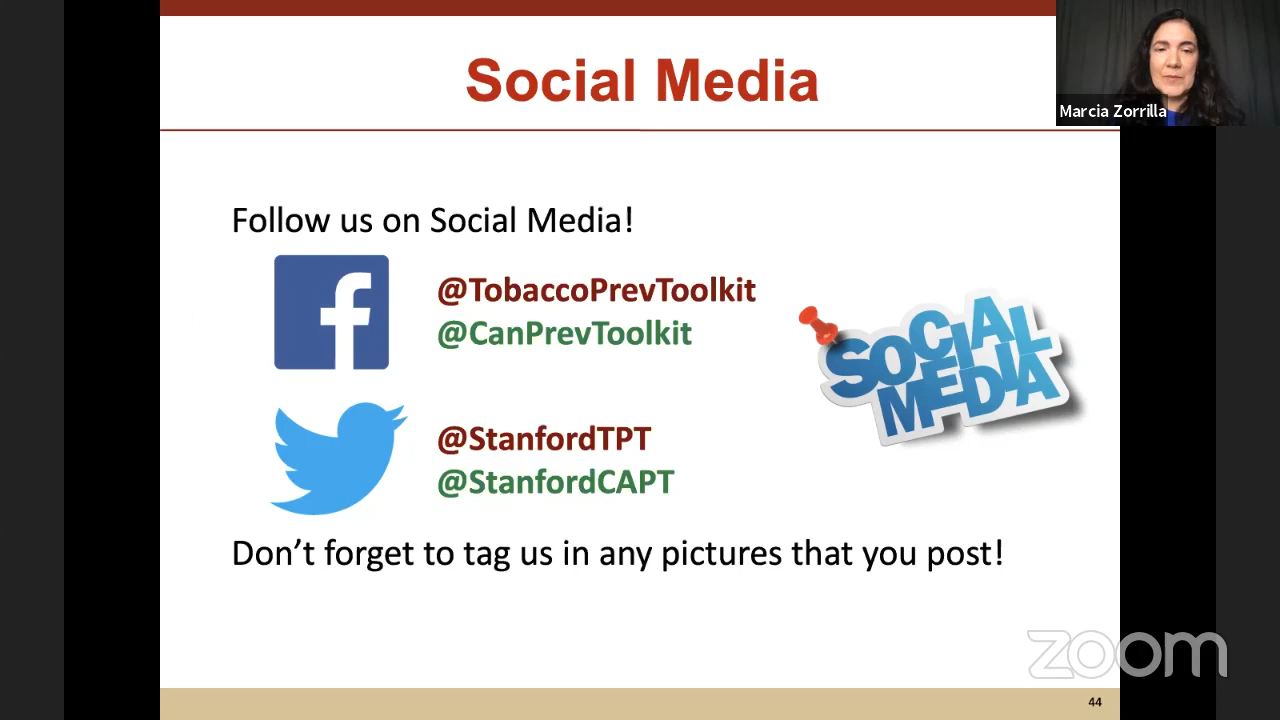 Social Media
Marcia Zorrilla
Follow us on Social Media!
@TobaccoPrevToolkit
@CanPrevToolkit
SOCIAL
MEDIA
@StanfordTPT
@StanfordCAPT
Don’t forget to tag us in any pictures that you post!
zoom
44